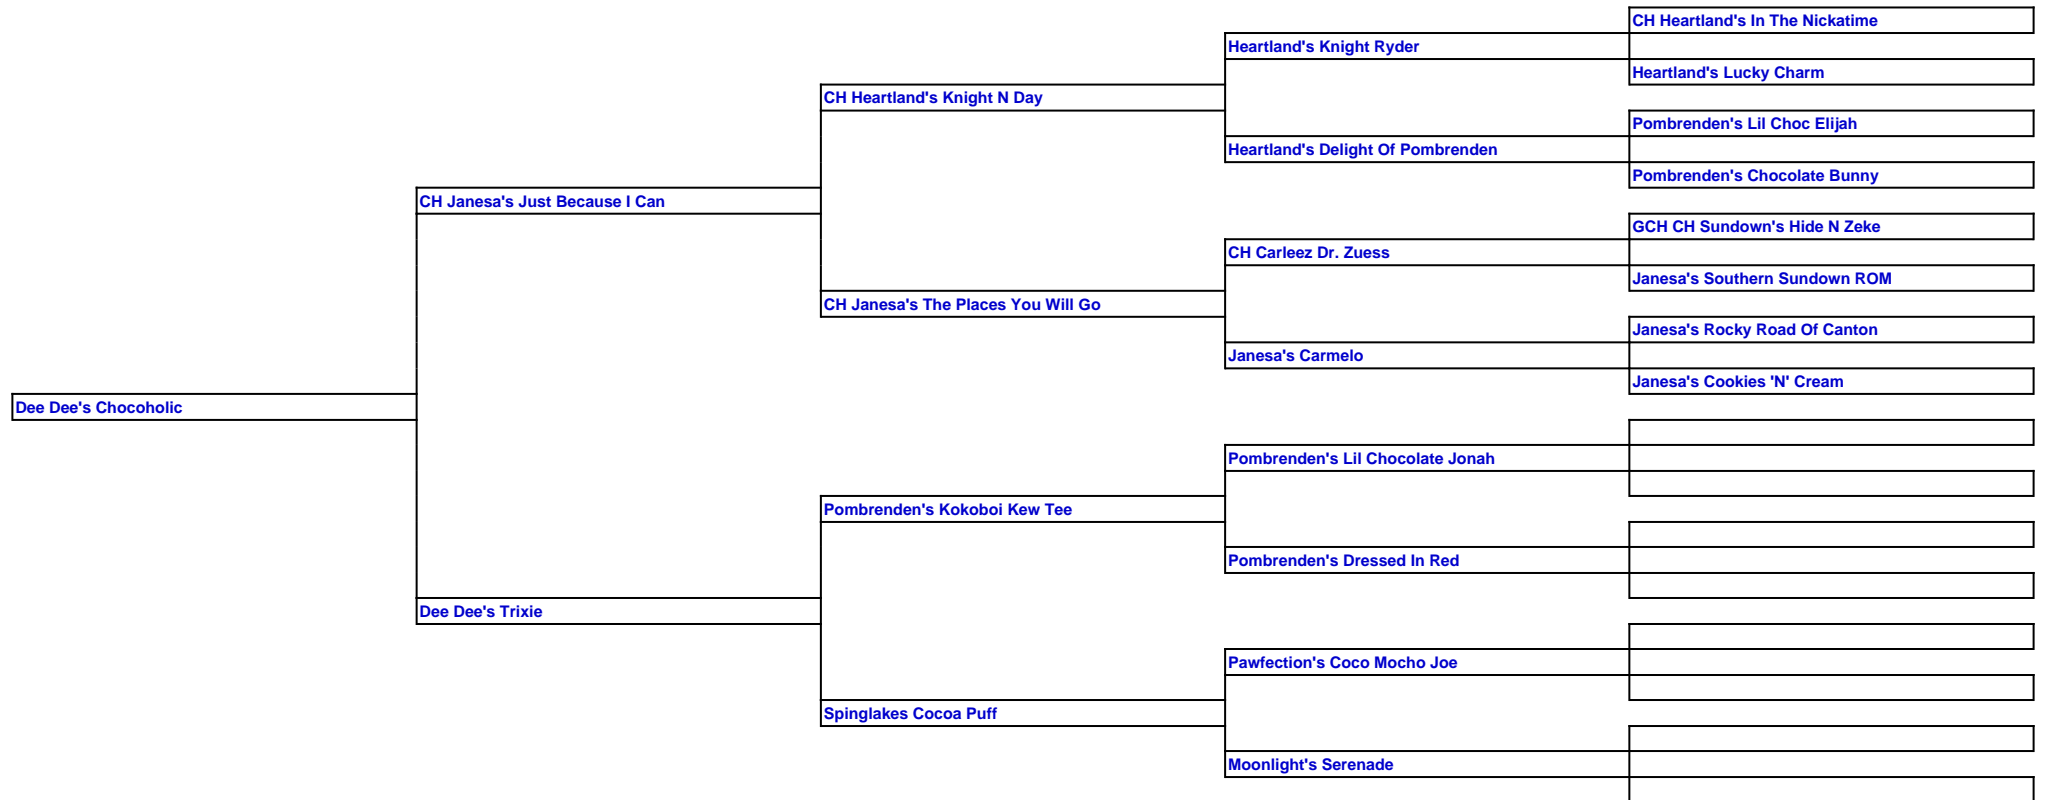 CH Heartland's In The Nickatime
Heartland's Knight Ryder
Heartland's Lucky Charm
CH Heartland's Knight N Day
Pombrenden's Lil Choc Elijah
Heartland's Delight Of Pombrenden
Pombrenden's Chocolate Bunny
CH Janesa's Just Because I Can
GCH CH Sundown's Hide N Zeke
CH Carleez Dr. Zuess
Janesa's Southern Sundown ROM
CH Janesa's The Places You Will Go
Janesa's Rocky Road Of Canton
Janesa's Carmelo
Janesa's Cookies 'N' Cream
Dee Dee's Chocoholic
Pombrenden's Lil Chocolate Jonah
Pombrenden's Kokoboi Kew Tee
Pombrenden's Dressed In Red
Dee Dee's Trixie
Pawfection's Coco Mocho Joe
Spinglakes Cocoa Puff
Moonlight's Serenade